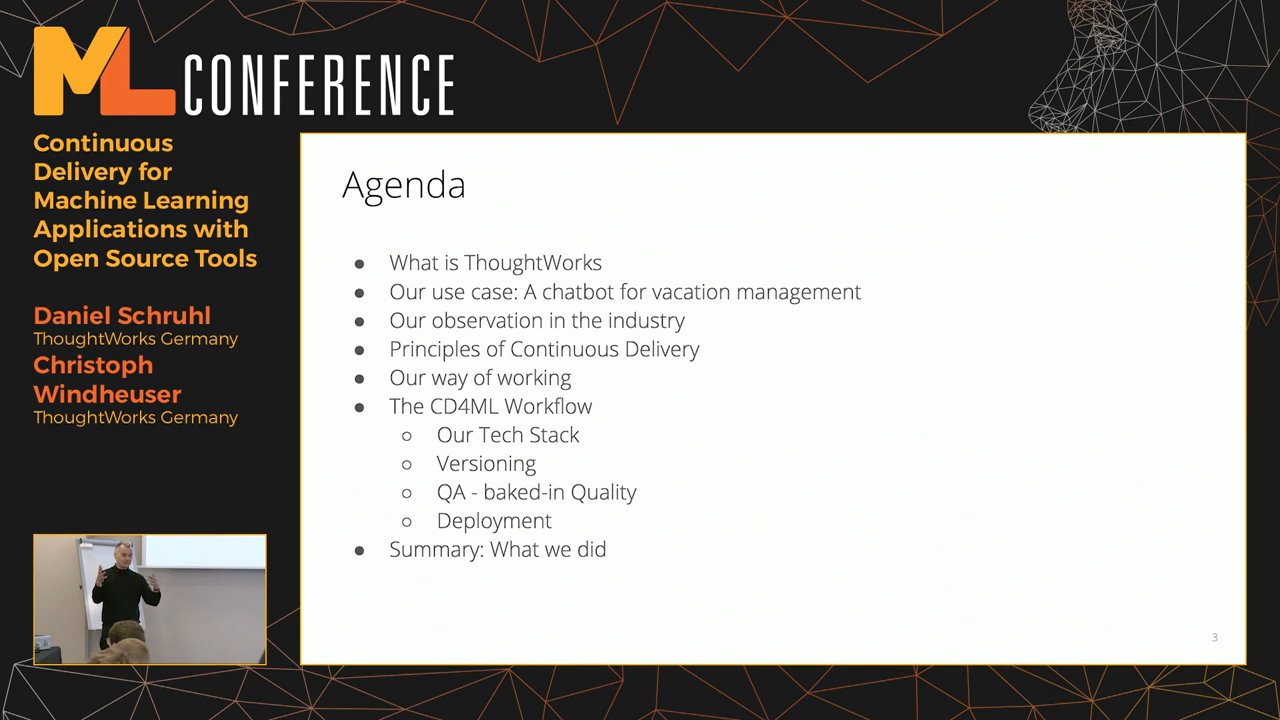 ML CONFERENCE
Continuous
Delivery for
Machine Learning
Applications with
Open Source Tools
Daniel Schruhl
ThoughtWorks Germany
Christoph
Windheuser
ThoughtWorks Germany
Agenda
● What is ThoughtWorks
● Our use case: A chatbot for vacation management
● Our observation in the industry
● Principles of Continuous Delivery
● Our way of working
● The CD4ML Workflow
○ Our Tech Stack
○ Versioning
○ QA - baked-in Quality
○ Deployment
● Summary: What we did
3